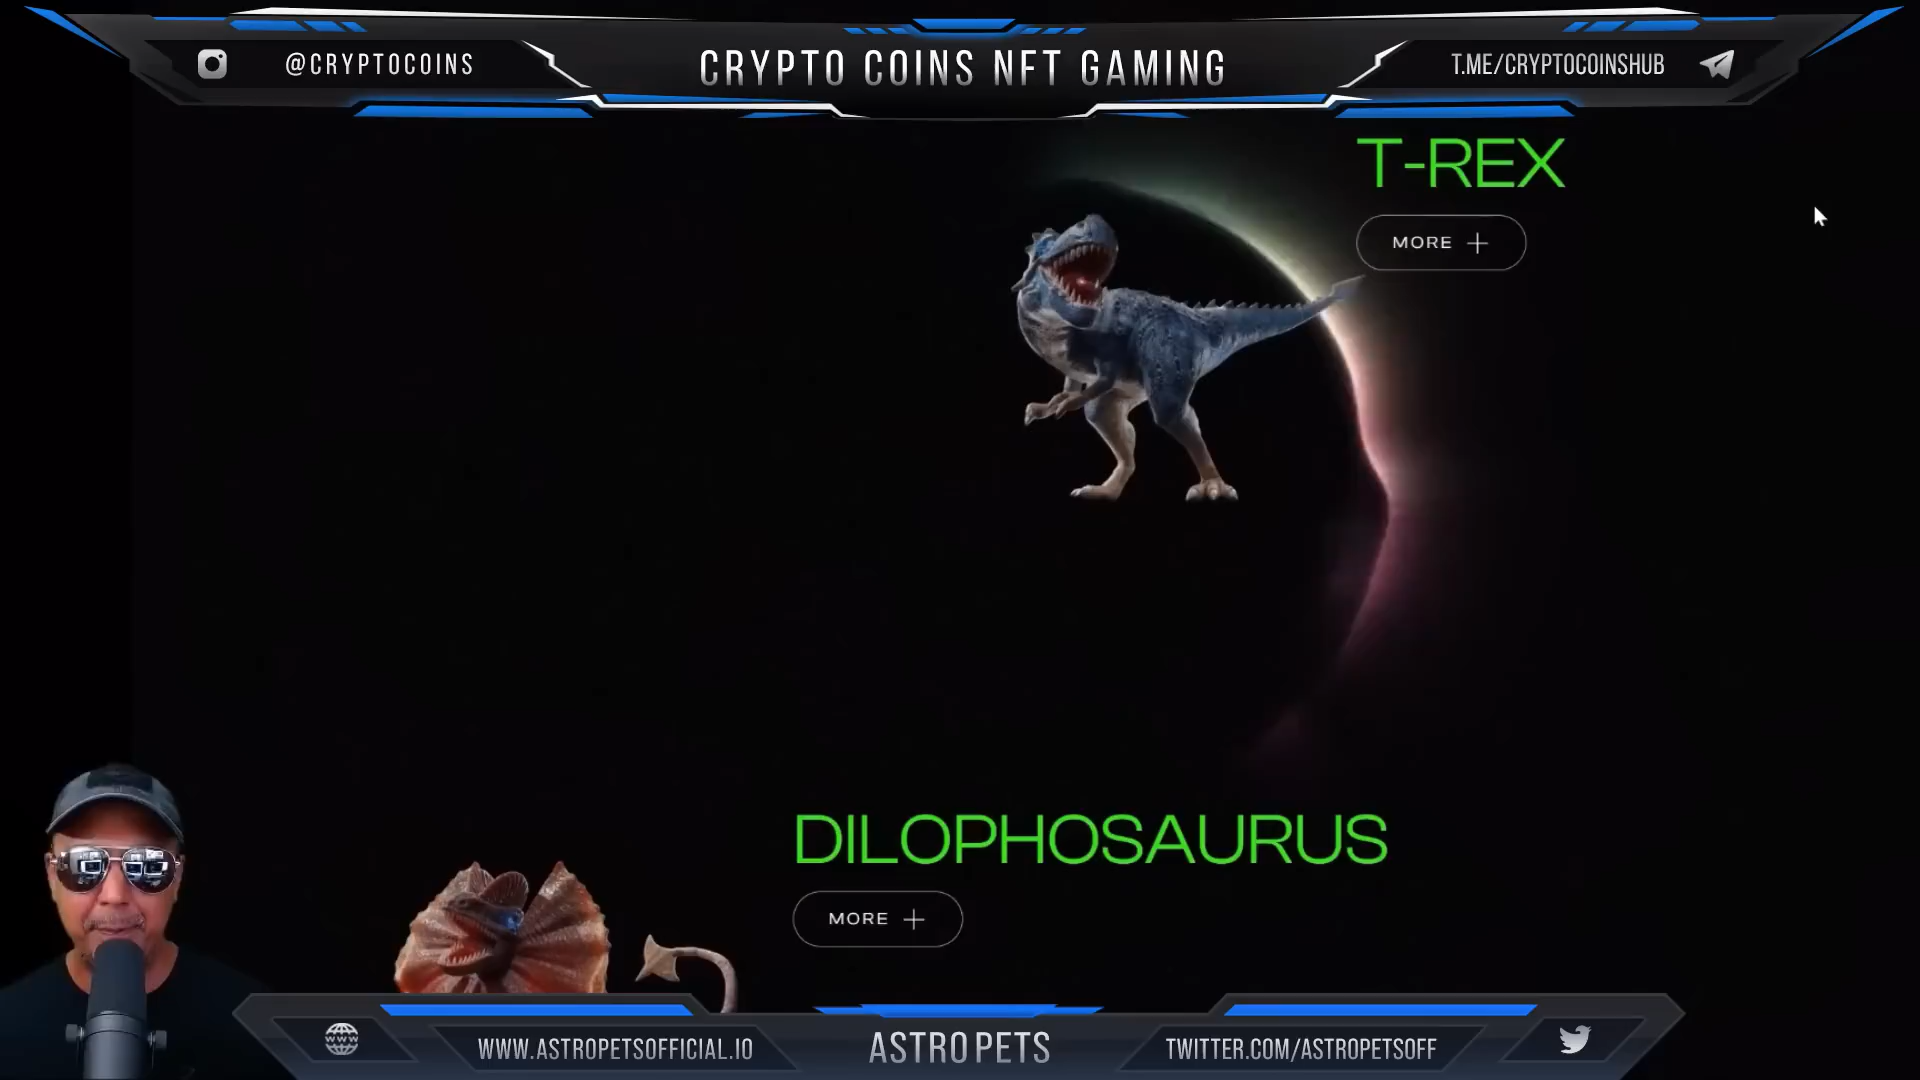 @CRYPTOCOINS
CRYPTO COINS NFT GAMING
T.ME/CRYPTOCOINSHUB
T-REX
MORE +
DILOPHOSAURUS
MORE +
WWW
WWW.ASTROPETSOFFICIAL.IO
ASTRO PETS
TWITTER.COM/ASTROPETSOFF